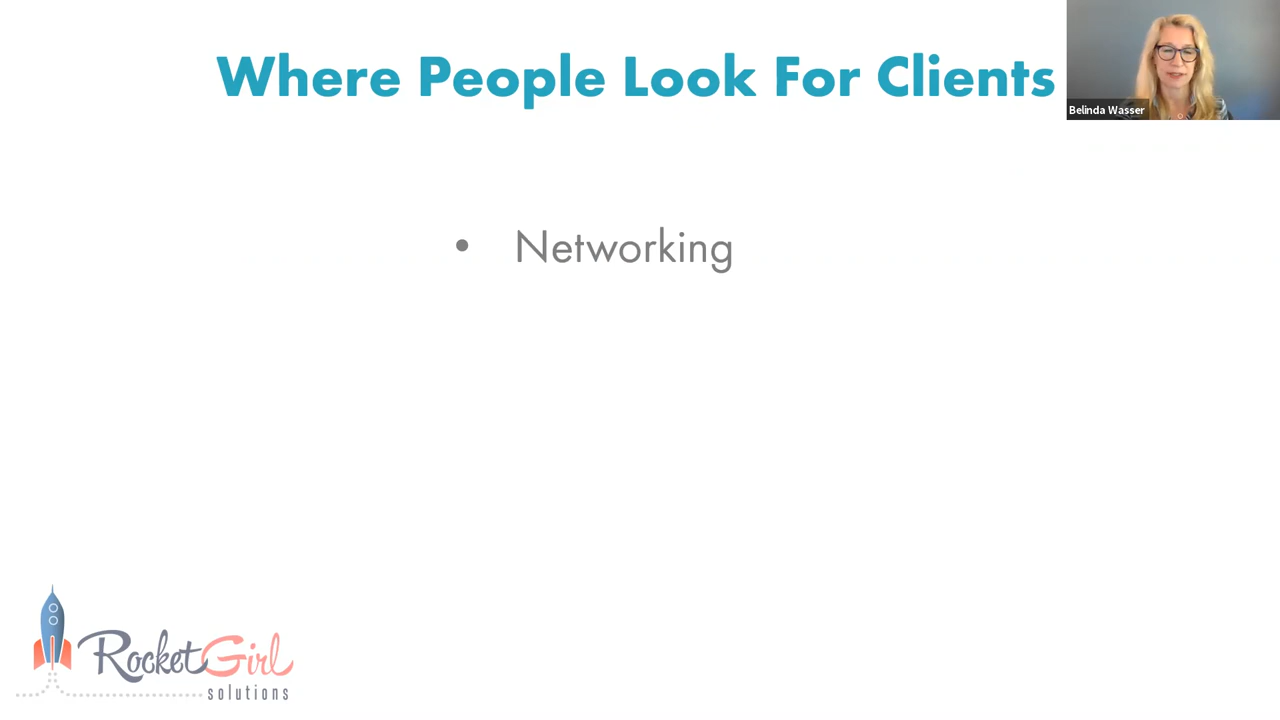 Where People Look For Clients
Belinda Wasser
• Networking
RocketGirl
solutions